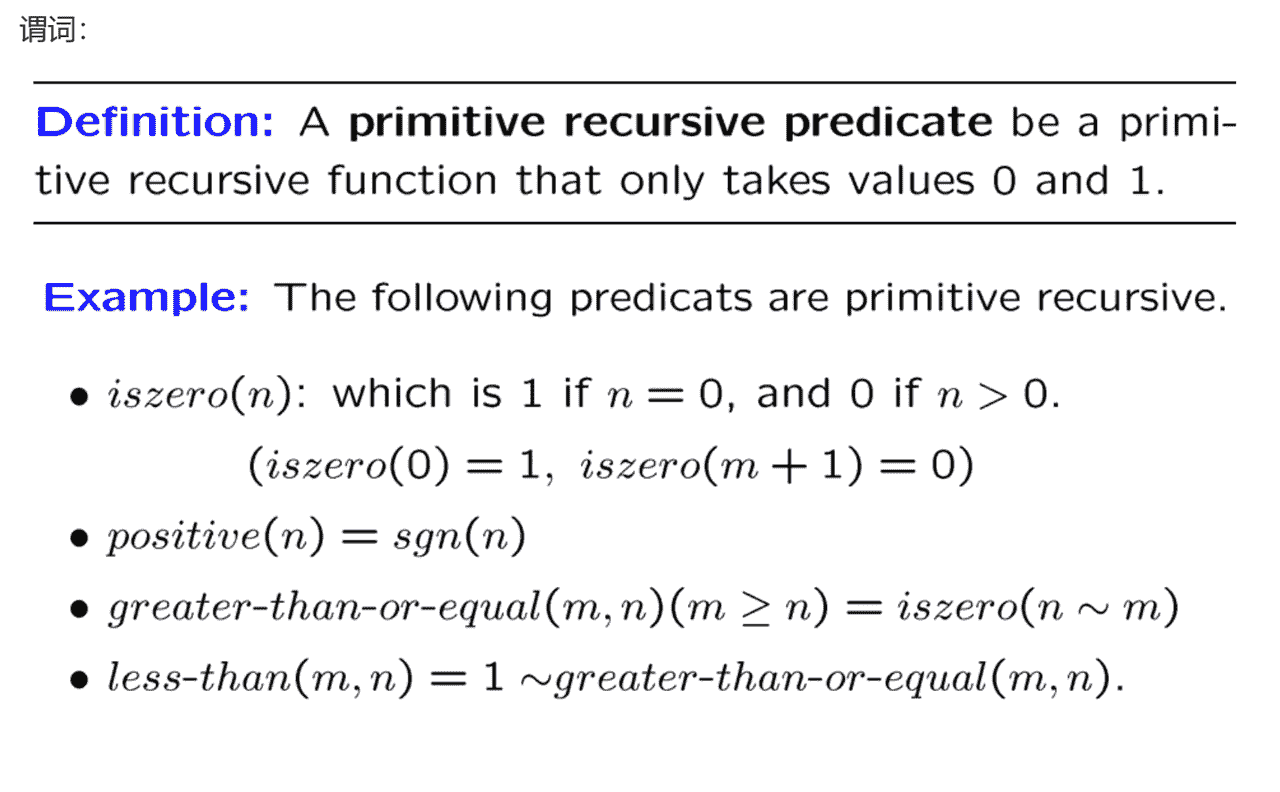 谓词：
Definition: A primitive recursive predicate be a primi-
tive recursive function that only takes values 0 and 1.
Example: The following predicats are primitive recursive.
• iszero(n): which is 1 if n = 0, and 0 if n > 0.
(iszero(0) = 1, iszero(m + 1) = 0)
• positive(n) = sgn(n)
• greater-than-or-equal(m, n)(m ≥ n) = iszero(n ∼ m)
• less-than(m, n) = 1 ∼greater-than-or-equal(m, n).